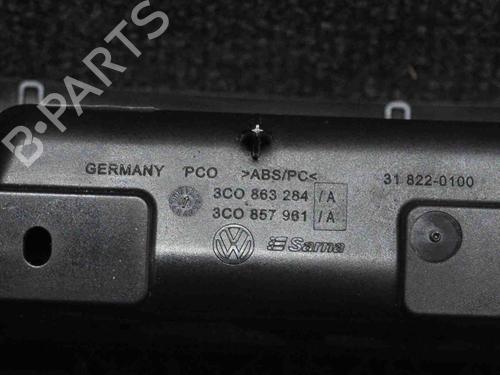 B-PARTS
GERMANY PCO >ABS/PC< 31 822-0100
3C0 863 284 /A
3C0 857 961 /A
Sarna